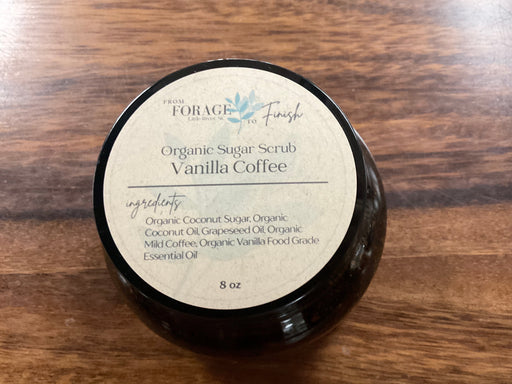 FROM
FORAGE
TO Finish
Organic Sugar Scrub
Vanilla Coffee
ingredients
Organic Coconut Sugar, Organic
Coconut Oil, Grapeseed Oil, Organic
Mild Coffee, Organic Vanilla Food Grade
Essential Oil
8 oz